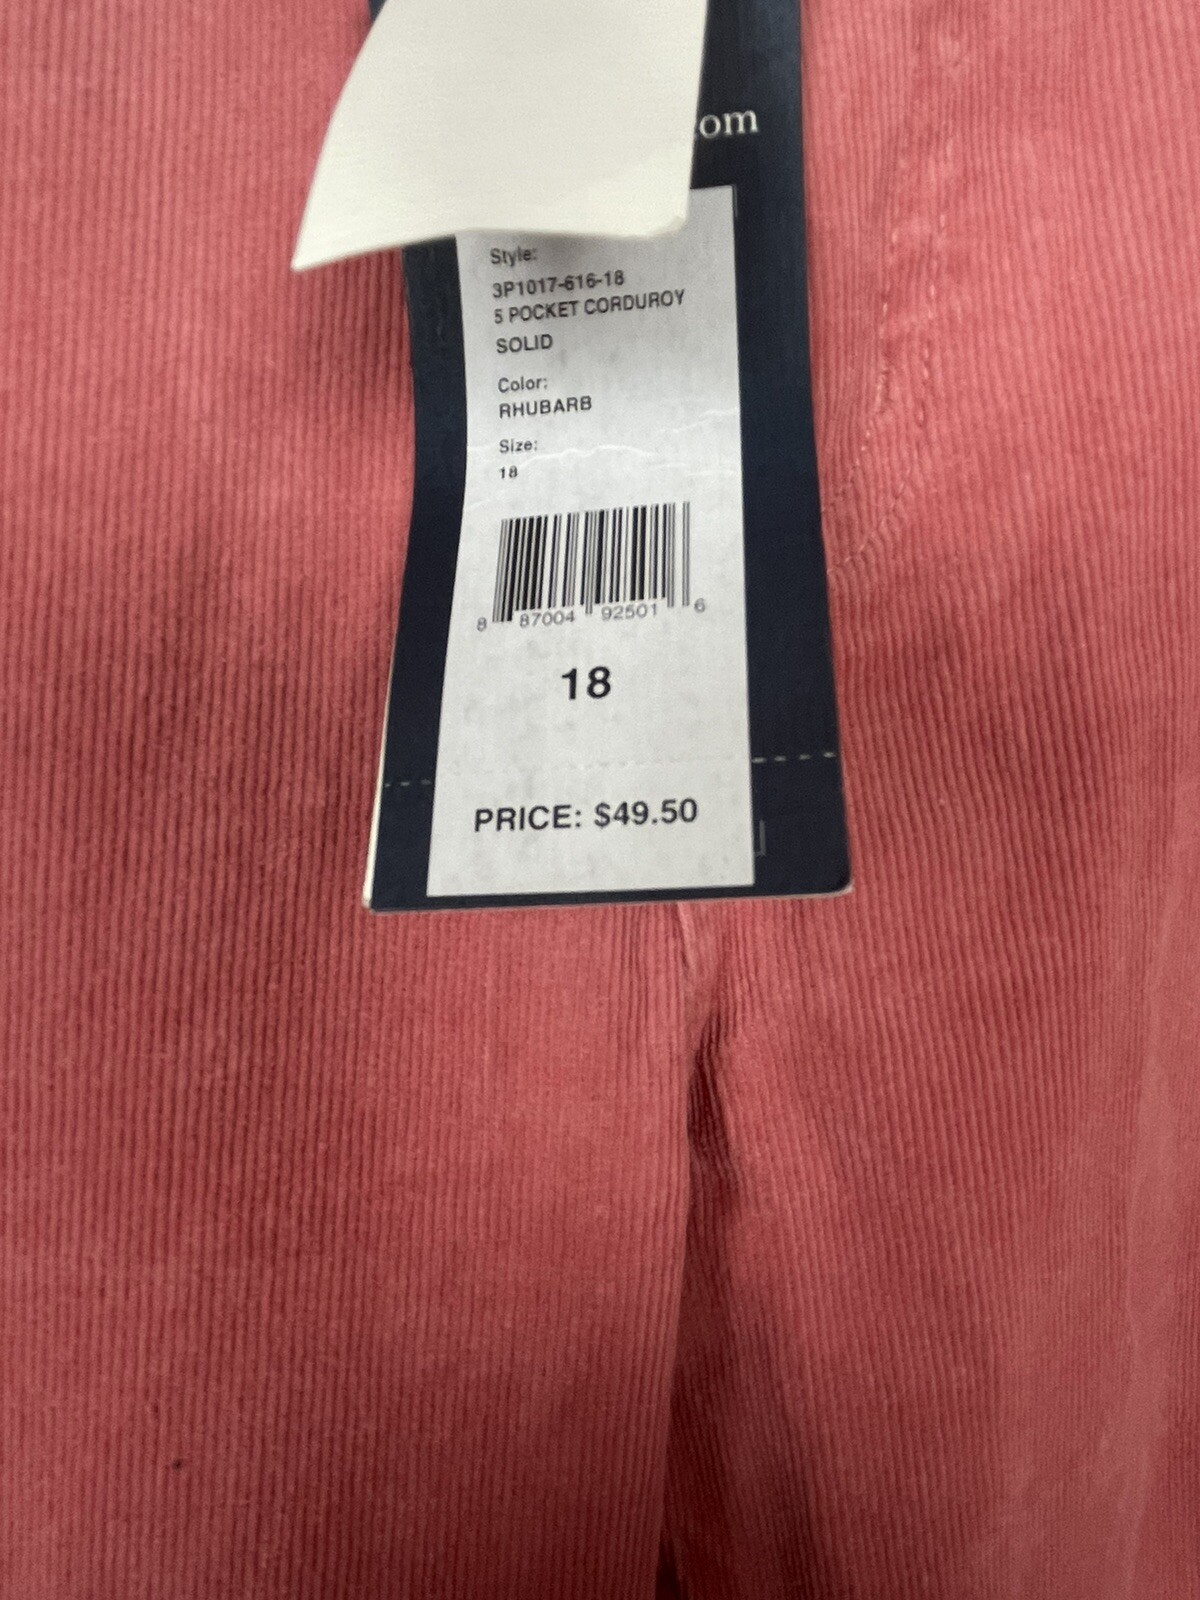 om
Style:
3P1017-616-18
5 POCKET CORDUROY
SOLID
Color:
RHUBARB
Size:
18
8 87004 92501 6
18
PRICE: $49.50